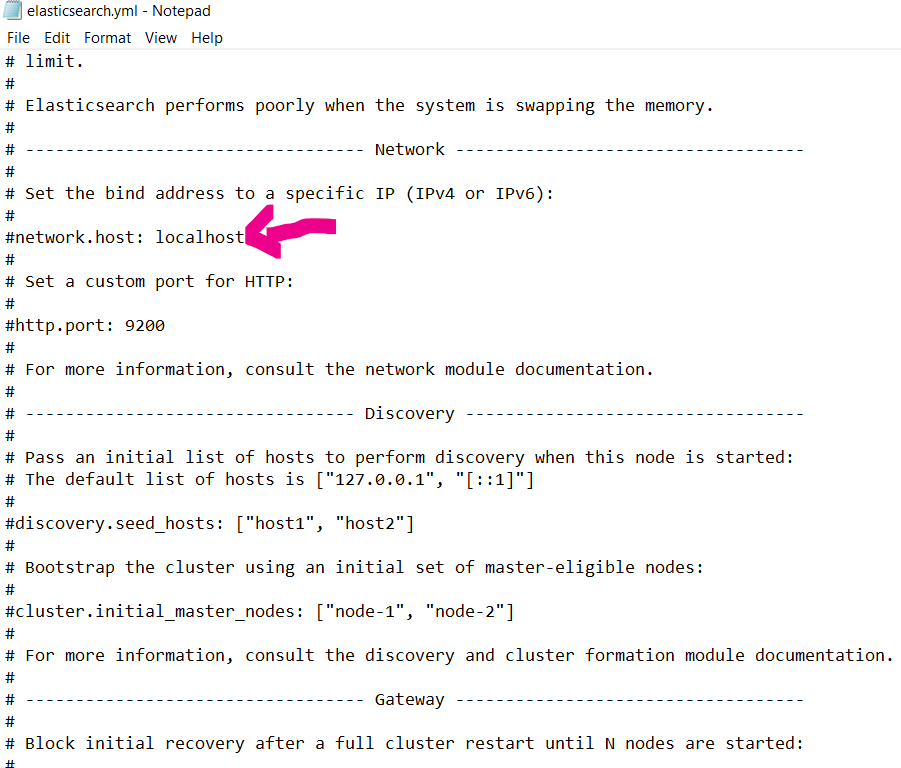 elasticsearch.yml - Notepad
File Edit Format View Help
# limit.
#
# Elasticsearch performs poorly when the system is swapping the memory.
#
# ---------------------------------- Network -----------------------------------
#
# Set the bind address to a specific IP (IPv4 or IPv6):
#
#network.host: localhost
#
# Set a custom port for HTTP:
#
#http.port: 9200
#
# For more information, consult the network module documentation.
#
# --------------------------------- Discovery ----------------------------------
#
# Pass an initial list of hosts to perform discovery when this node is started:
# The default list of hosts is ["127.0.0.1", "[::1]"]
#
#discovery.seed_hosts: ["host1", "host2"]
#
# Bootstrap the cluster using an initial set of master-eligible nodes:
#
#cluster.initial_master_nodes: ["node-1", "node-2"]
#
# For more information, consult the discovery and cluster formation module documentation.
#
# ---------------------------------- Gateway -----------------------------------
#
# Block initial recovery after a full cluster restart until N nodes are started:
#